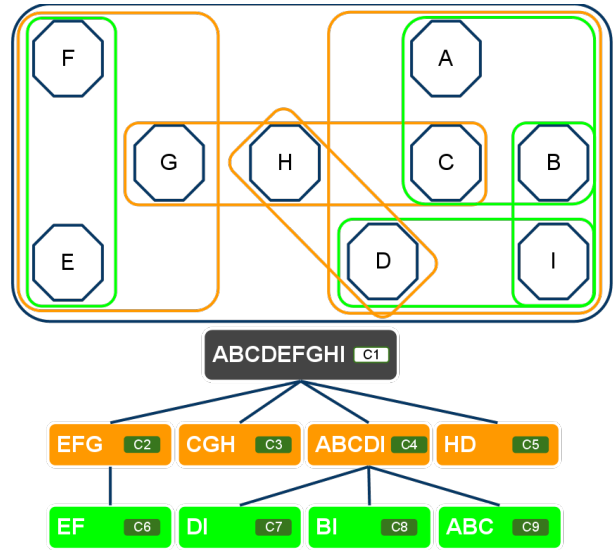 F A
G H C B
E D I
ABCDEFGHI C1
EFG C2 CGH C3 ABCDI C4 HD C5
EF C6 DI C7 BI C8 ABC C9